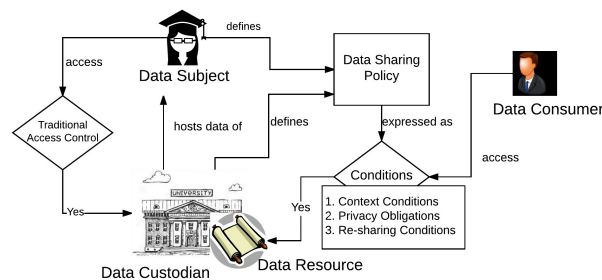 defines
access
Data Subject
Data Sharing
Policy
Data Consumer
Traditional
Access Control
hosts data of
defines
expressed as
access
Conditions
Yes
UNIVERSITY
Yes
1. Context Conditions
2. Privacy Obligations
3. Re-sharing Conditions
Data Custodian
Data Resource